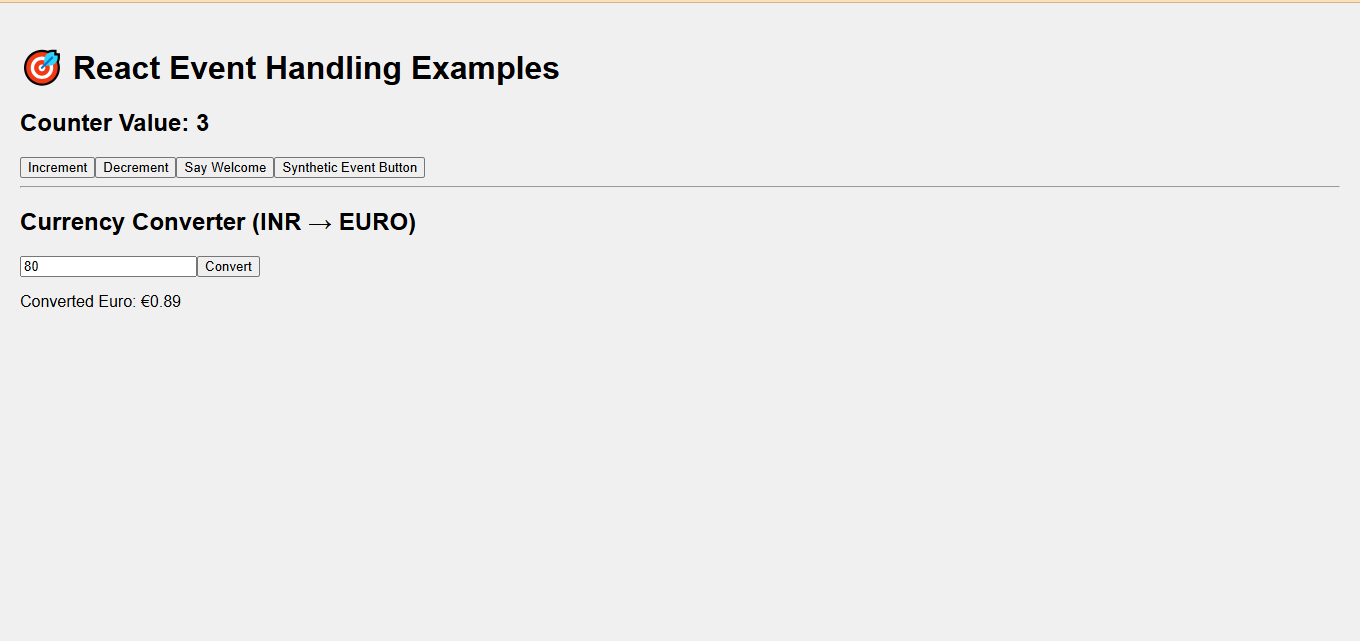 🎯 React Event Handling Examples
Counter Value: 3
Increment Decrement Say Welcome Synthetic Event Button
Currency Converter (INR → EURO)
80 Convert
Converted Euro: €0.89